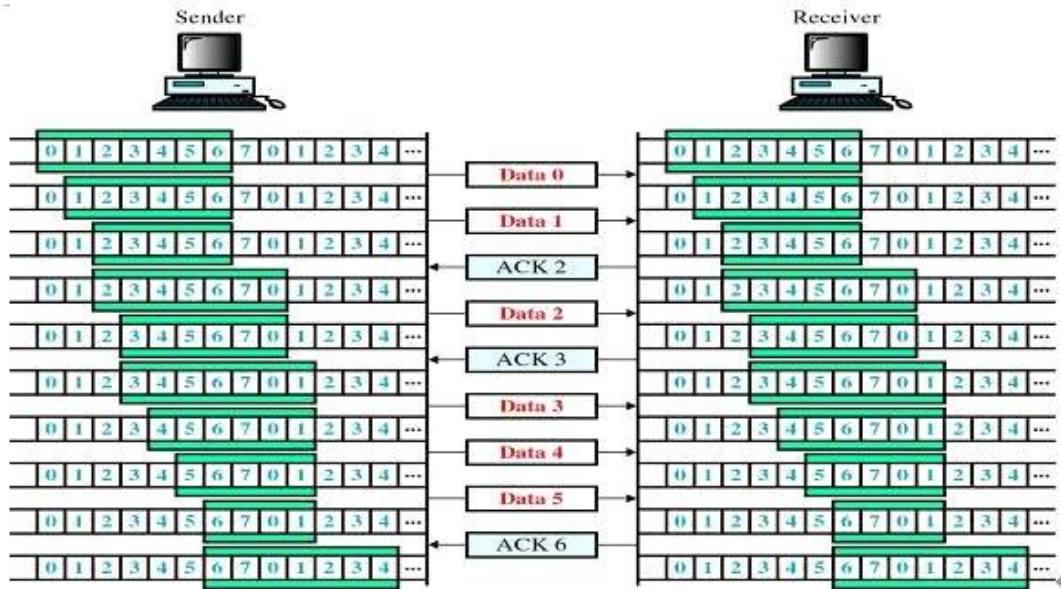 Sender Receiver
0 1 2 3 4 5 6 7 0 1 2 3 4 ... 0 1 2 3 4 5 6 7 0 1 2 3 4 ...
Data 0
0 1 2 3 4 5 6 7 0 1 2 3 4 ... 0 1 2 3 4 5 6 7 0 1 2 3 4 ...
Data 1
0 1 2 3 4 5 6 7 0 1 2 3 4 ... 0 1 2 3 4 5 6 7 0 1 2 3 4 ...
ACK 2
0 1 2 3 4 5 6 7 0 1 2 3 4 ... 0 1 2 3 4 5 6 7 0 1 2 3 4 ...
Data 2
0 1 2 3 4 5 6 7 0 1 2 3 4 ... 0 1 2 3 4 5 6 7 0 1 2 3 4 ...
ACK 3
0 1 2 3 4 5 6 7 0 1 2 3 4 ... 0 1 2 3 4 5 6 7 0 1 2 3 4 ...
Data 3
0 1 2 3 4 5 6 7 0 1 2 3 4 ... 0 1 2 3 4 5 6 7 0 1 2 3 4 ...
Data 4
0 1 2 3 4 5 6 7 0 1 2 3 4 ... 0 1 2 3 4 5 6 7 0 1 2 3 4 ...
Data 5
0 1 2 3 4 5 6 7 0 1 2 3 4 ... 0 1 2 3 4 5 6 7 0 1 2 3 4 ...
ACK 6
0 1 2 3 4 5 6 7 0 1 2 3 4 ... 0 1 2 3 4 5 6 7 0 1 2 3 4 ...